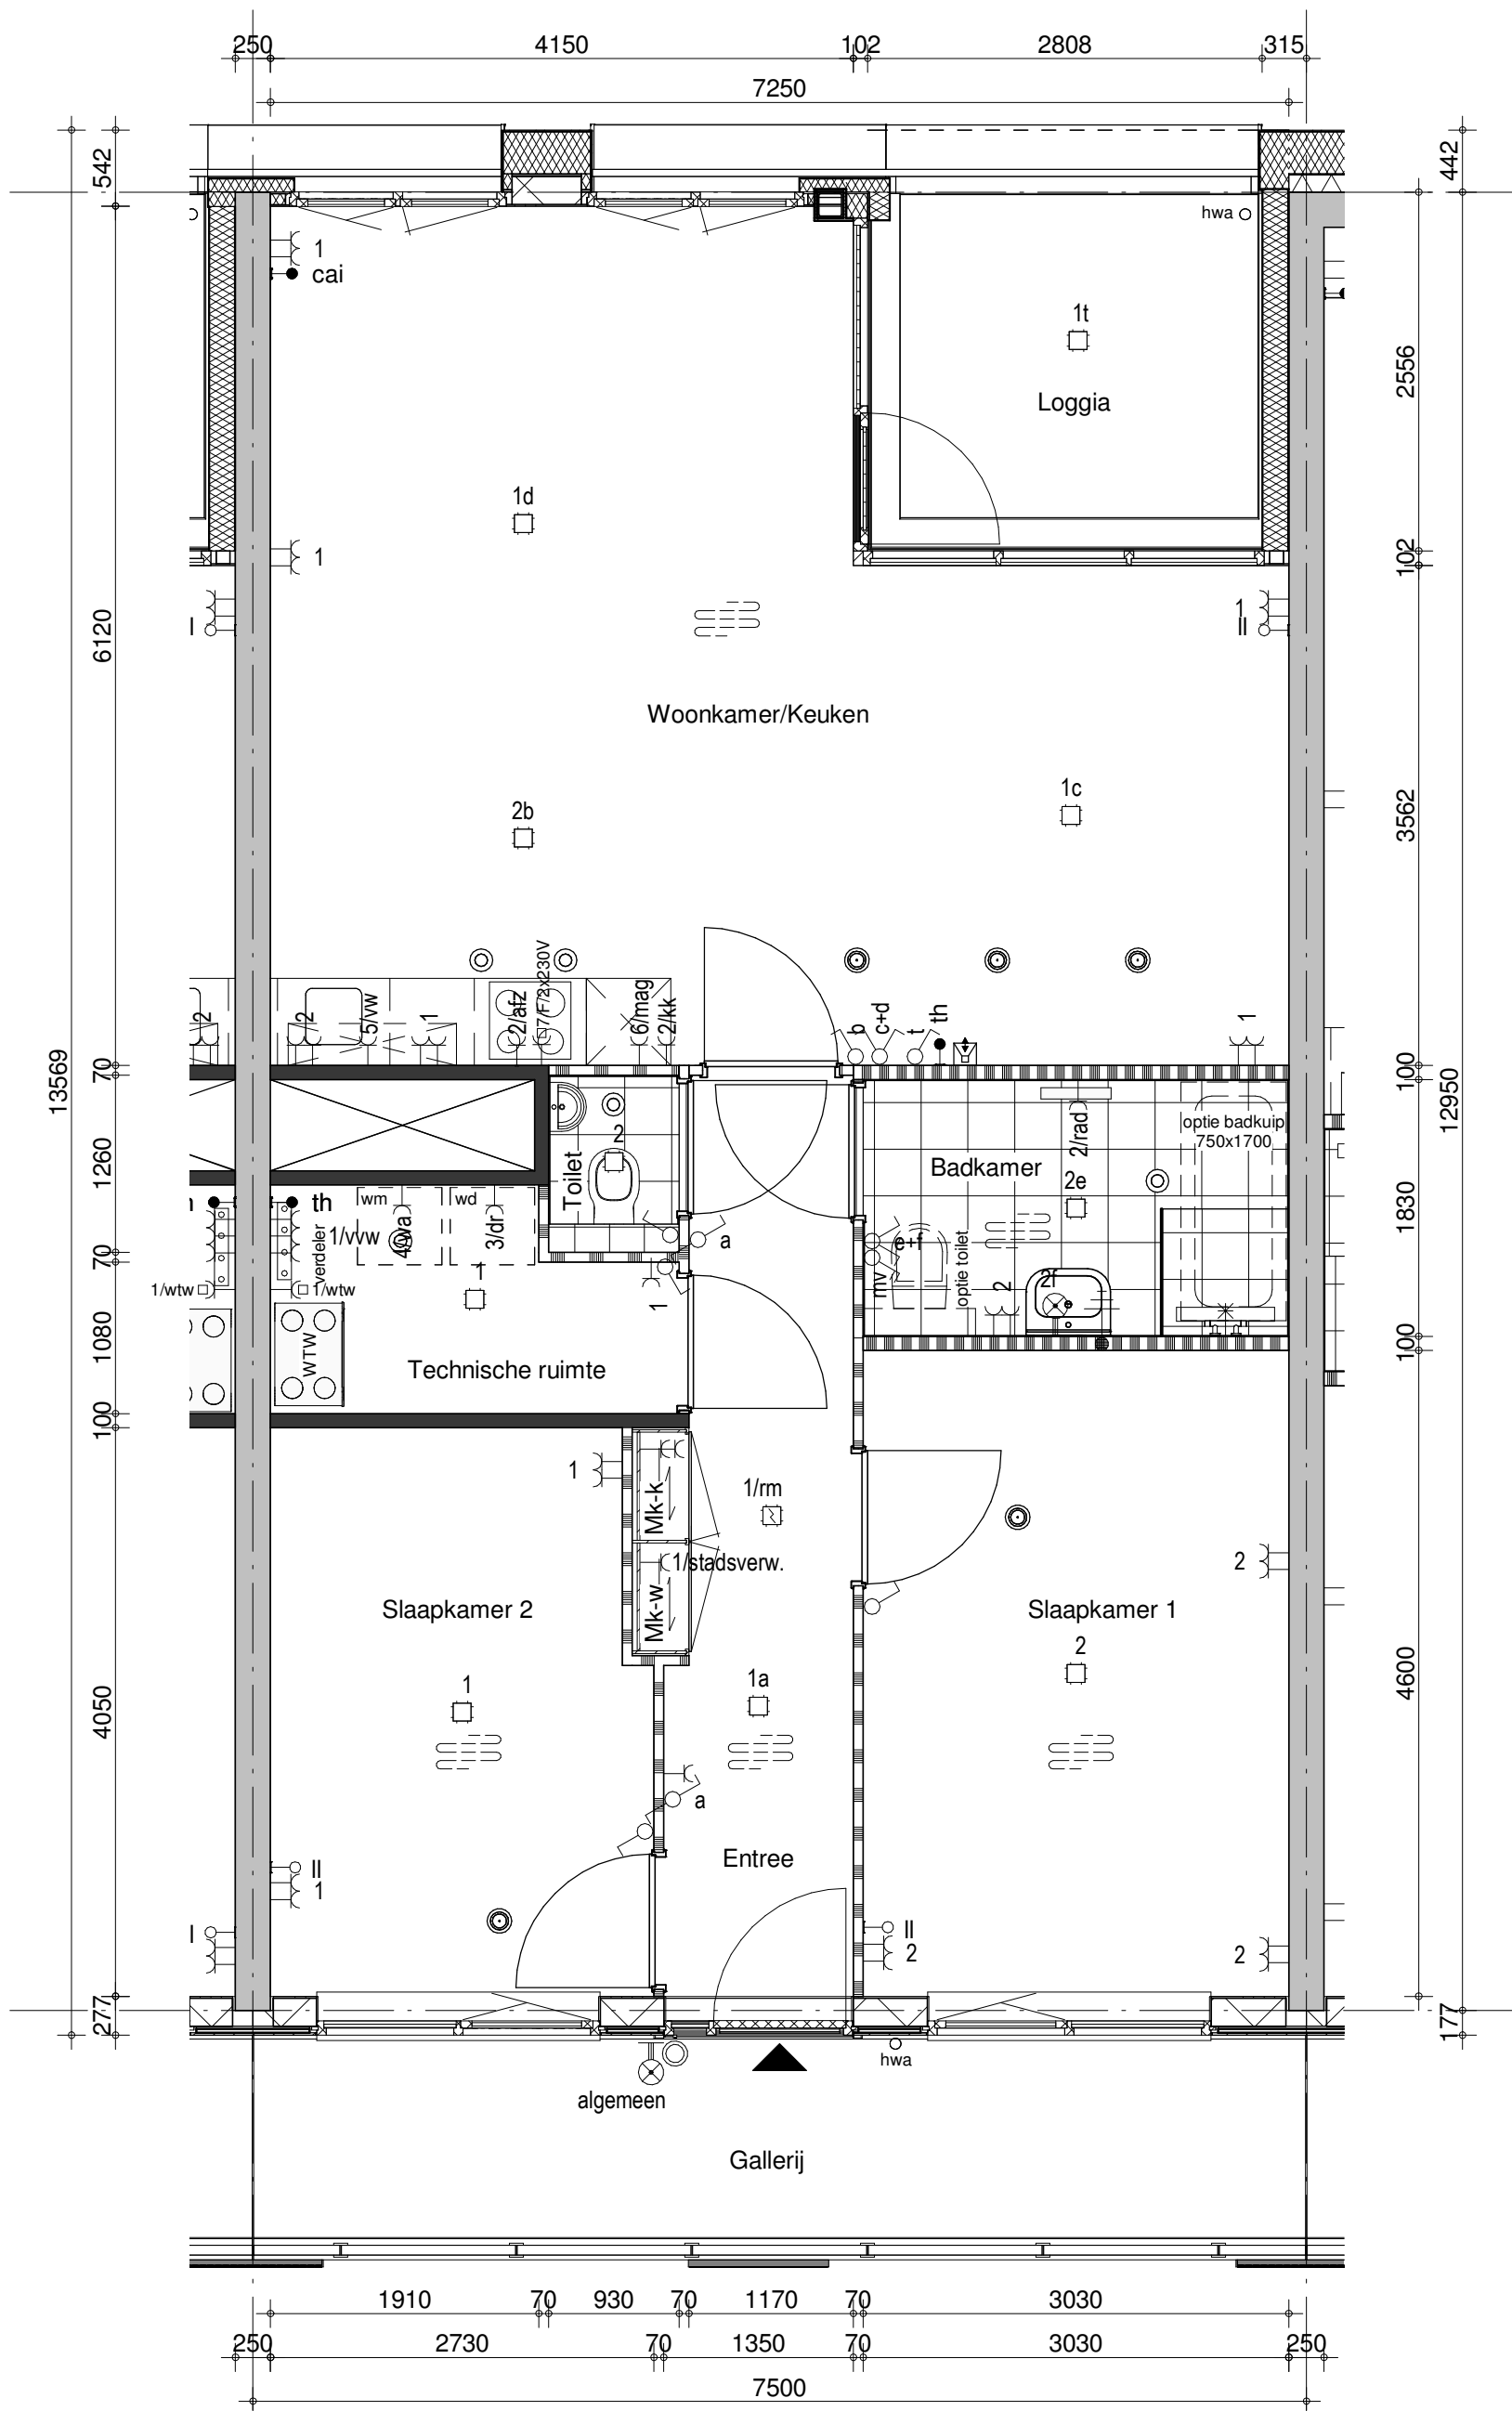 250 4150 102 2808 315
7250
542
442
hwa
1
cai
1t
2556
Loggia
1d
1
102
1
II
I
6120
Woonkamer/Keuken
1c
2b
3562
13569
12950
2
2
5/vw
1
2/afz
7/F/2x230V
6/mag
2/kk
b
c+d
t
th
1
70
100
optie badkuip
750x1700
2
Toilet
2/rad
Badkamer
2e
1260
1830
th
wm
wd
verdeler
1/vvw
4/wa
3/dr
a
e+f
mv
optie toilet
2
2f
70
1
1
1/wtw
1/wtw
WTW
1080
100
Technische ruimte
100
1
Mk-k
1/rm
1/stadsverw.
2
Mk-w
Slaapkamer 2
Slaapkamer 1
2
1
1a
4050
4600
a
Entree
II
1
I
II
2
2
277
177
hwa
algemeen
Gallerij
1910 70 930 70 1170 70 3030
250 2730 70 1350 70 3030 250
7500